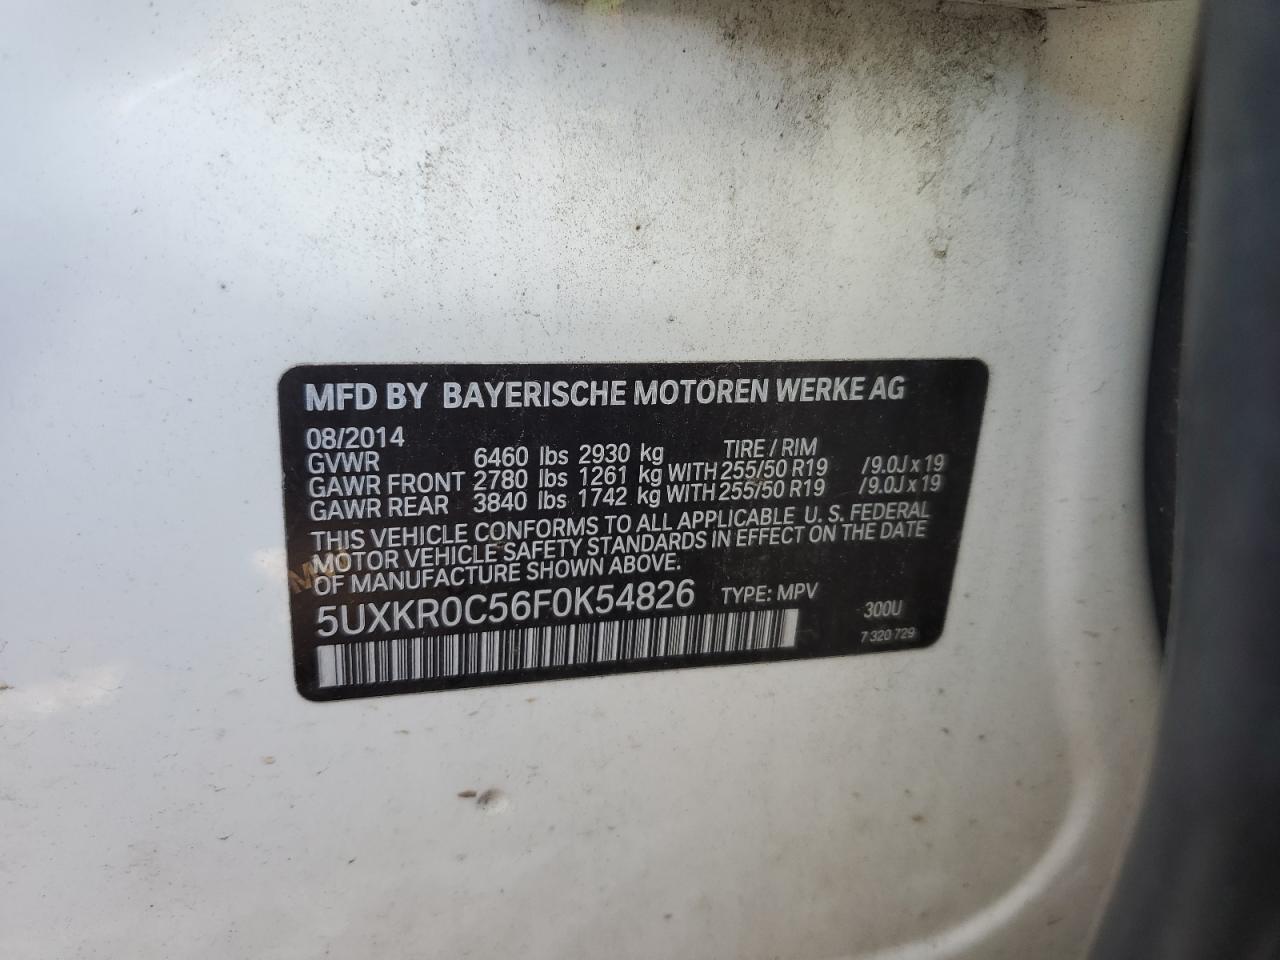 MFD BY BAYERISCHE MOTOREN WERKE AG
08/2014
GVWR 6460 lbs 2930 kg TIRE / RIM
GAWR FRONT 2780 lbs 1261 kg WITH 255/50 R19 /9.0J x 19
GAWR REAR 3840 lbs 1742 kg WITH 255/50 R19 /9.0J x 19
THIS VEHICLE CONFORMS TO ALL APPLICABLE U. S. FEDERAL
MOTOR VEHICLE SAFETY STANDARDS IN EFFECT ON THE DATE
OF MANUFACTURE SHOWN ABOVE.
5UXKR0C56F0K54826 TYPE: MPV
300U
7 320 729